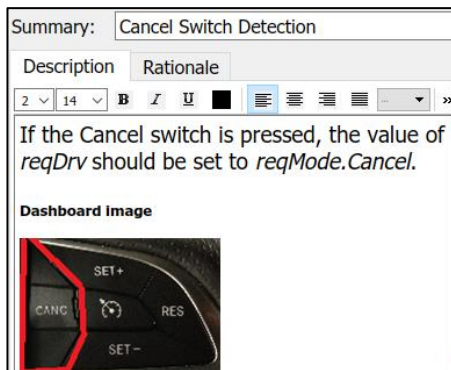 Summary: Cancel Switch Detection
Description Rationale
2 14 B I U ... »
If the Cancel switch is pressed, the value of
reqDrv should be set to reqMode.Cancel.
Dashboard image
SET+
CANC RES
SET-